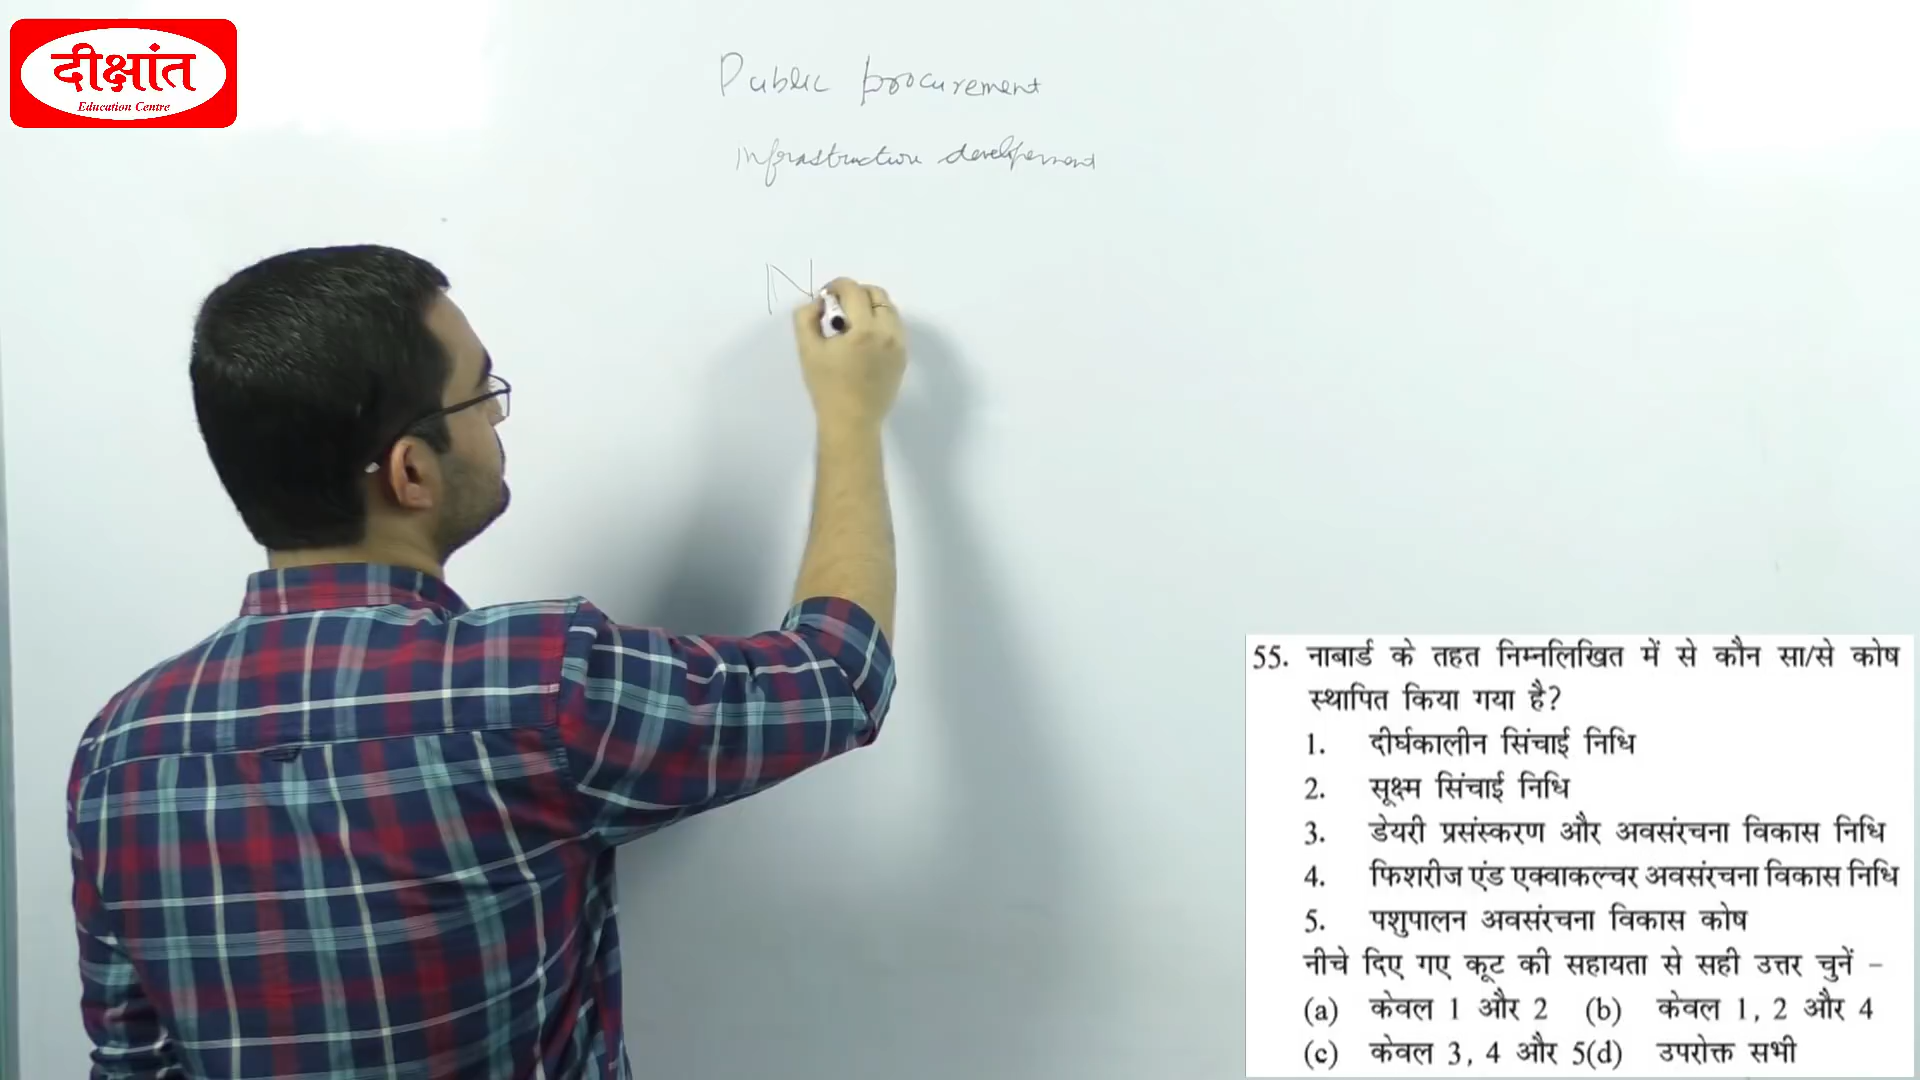 दीक्षांत
Education Centre
Public procurement
infrastructure developement
N
55. नाबार्ड के तहत निम्नलिखित में से कौन सा/से कोष
स्थापित किया गया है?
1. दीर्घकालीन सिंचाई निधि
2. सूक्ष्म सिंचाई निधि
3. डेयरी प्रसंस्करण और अवसंरचना विकास निधि
4. फिशरीज एंड एक्वाकल्चर अवसंरचना विकास निधि
5. पशुपालन अवसंरचना विकास कोष
नीचे दिए गए कूट की सहायता से सही उत्तर चुनें –
(a) केवल 1 और 2 (b) केवल 1, 2 और 4
(c) केवल 3, 4 और 5(d) उपरोक्त सभी